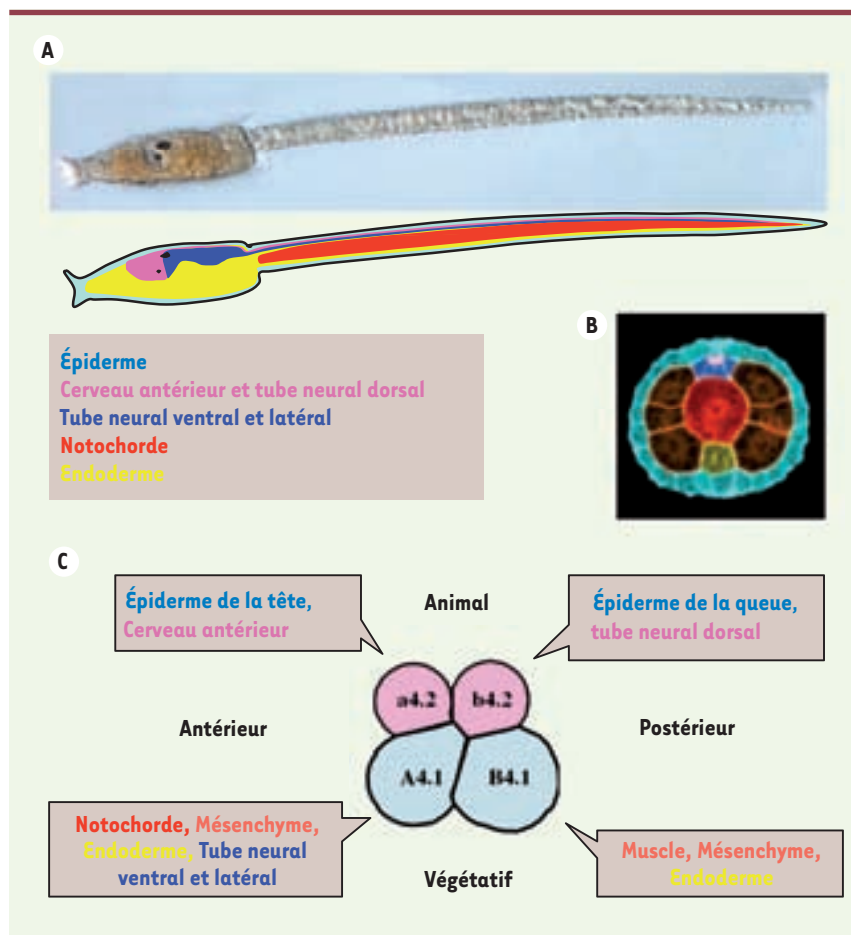 A
Épiderme
Cerveau antérieur et tube neural dorsal
Tube neural ventral et latéral
Notochorde
Endoderme
B
C
Épiderme de la tête,
Cerveau antérieur
Animal
Épiderme de la queue,
tube neural dorsal
a4.2
b4.2
Antérieur
Postérieur
A4.1
B4.1
Notochorde, Mésenchyme,
Endoderme, Tube neural
ventral et latéral
Végétatif
Muscle, Mésenchyme,
Endoderme